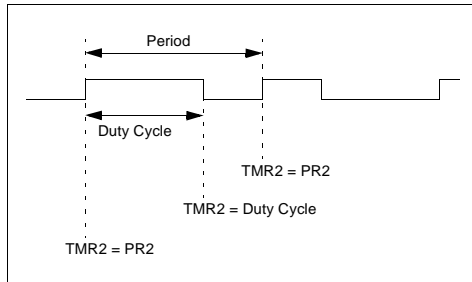 Period
Duty Cycle
TMR2 = PR2
TMR2 = Duty Cycle
TMR2 = PR2